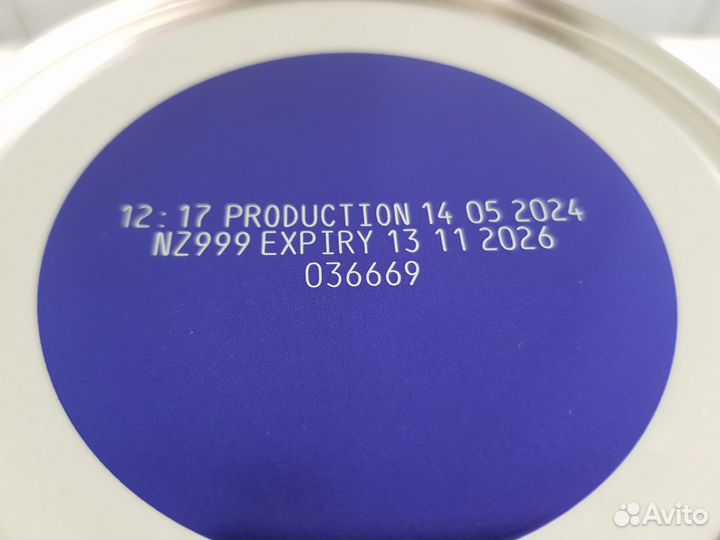 12:17 PRODUCTION 14 05 2024
NZ999 EXPIRY 13 11 2026
036669
Avito